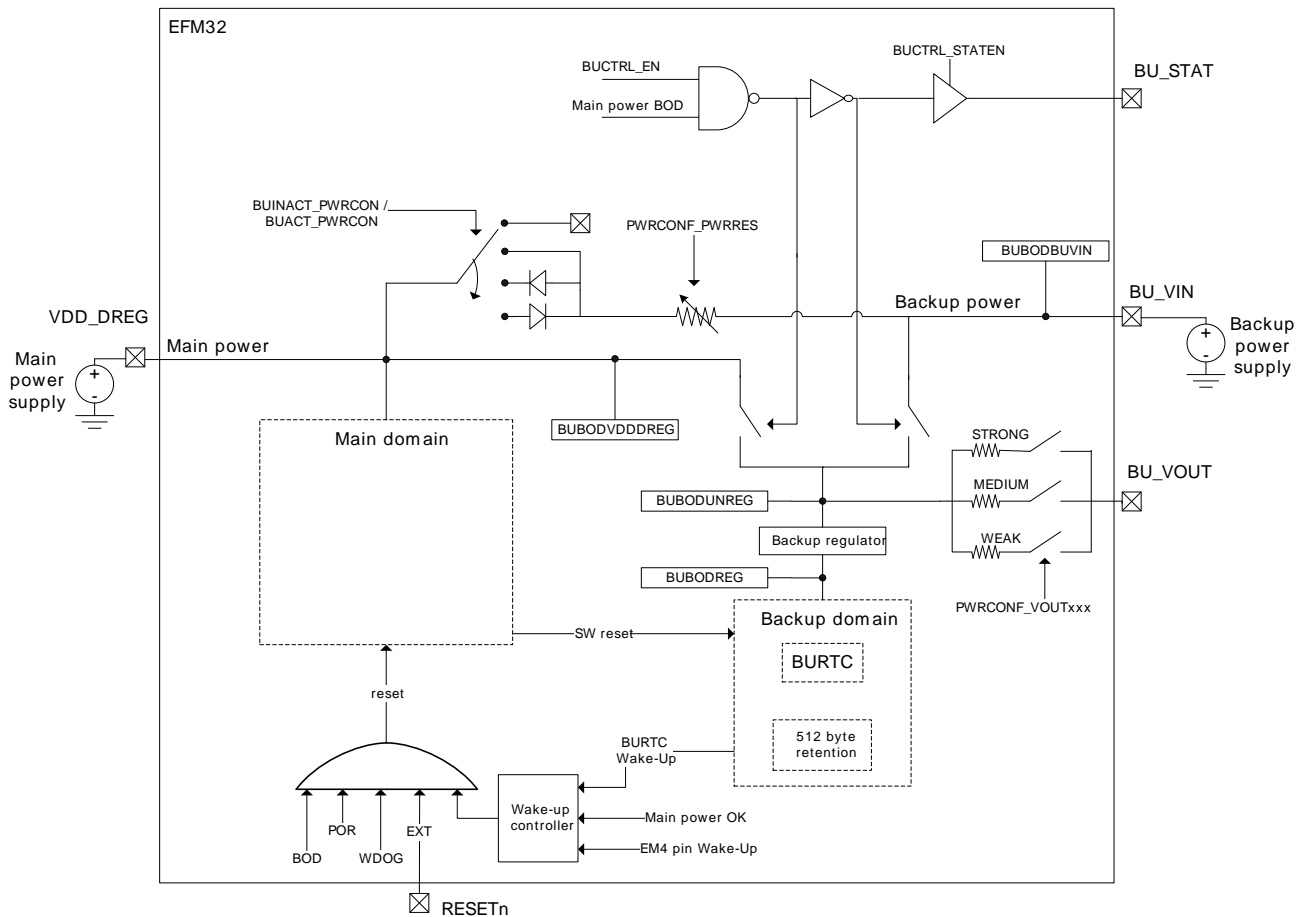 EFM32
BUCTRL_EN
Main power BOD
BUCTRL_STATEN
BU_STAT
BUINACT_PWRCON /
BUACT_PWRCON
PWRCONF_PWRRES
BUBODBUVIN
Backup power
BU_VIN
+
-
Backup
power
supply
VDD_DREG
Main power
Main
power
supply
+
-
Main domain
BUBODVDDDREG
STRONG
MEDIUM
WEAK
BU_VOUT
BUBODUNREG
Backup regulator
BUBODREG
PWRCONF_VOUTxxx
SW reset
Backup domain
BURTC
512 byte
retention
reset
BURTC
Wake-Up
Wake-up
controller
Main power OK
EM4 pin Wake-Up
BOD
POR
WDOG
EXT
RESETn